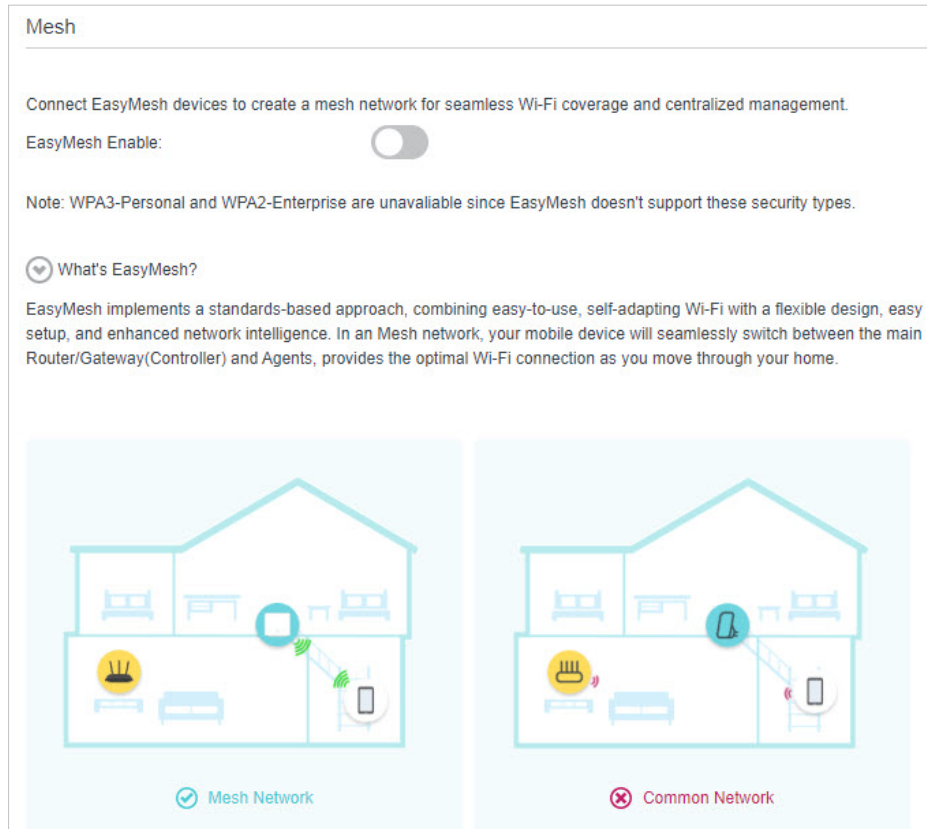 Mesh
Connect EasyMesh devices to create a mesh network for seamless Wi-Fi coverage and centralized management.
EasyMesh Enable:
Note: WPA3-Personal and WPA2-Enterprise are unavaliable since EasyMesh doesn't support these security types.
What's EasyMesh?
EasyMesh implements a standards-based approach, combining easy-to-use, self-adapting Wi-Fi with a flexible design, easy
setup, and enhanced network intelligence. In an Mesh network, your mobile device will seamlessly switch between the main
Router/Gateway(Controller) and Agents, provides the optimal Wi-Fi connection as you move through your home.
Mesh Network
Common Network